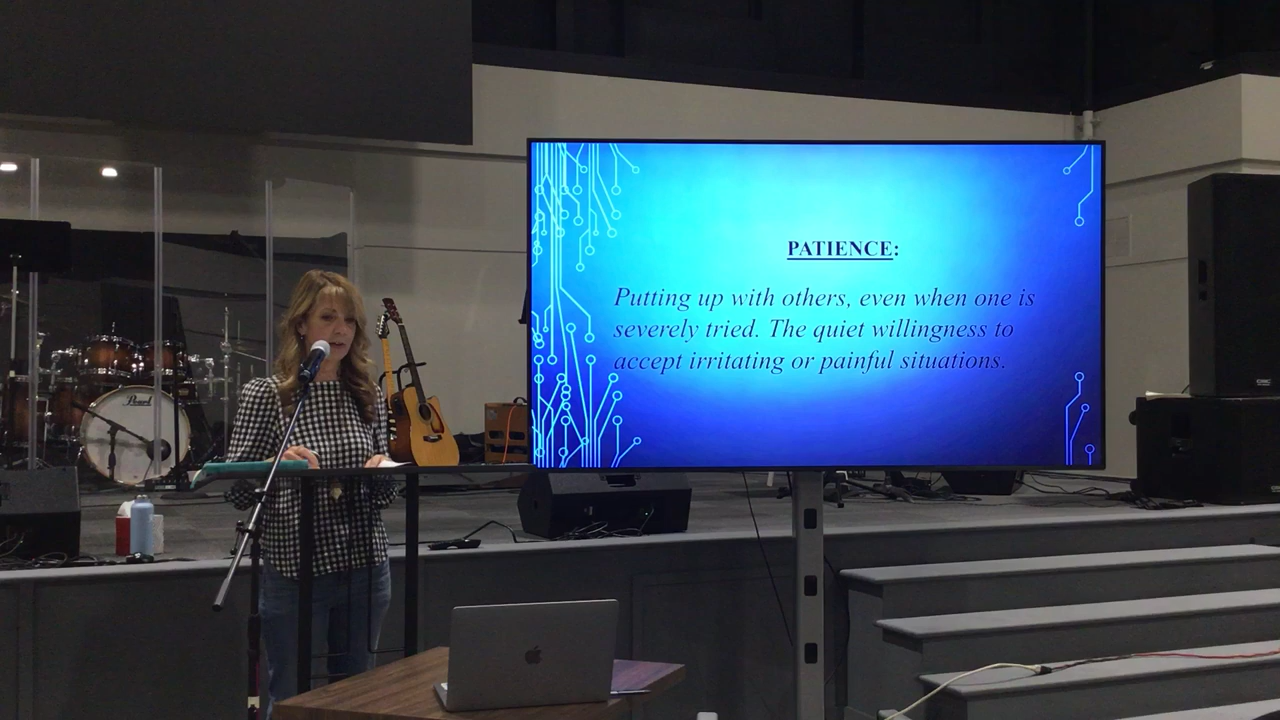 PATIENCE:
Putting up with others, even when one is
severely tried. The quiet willingness to
accept irritating or painful situations.
Pearl